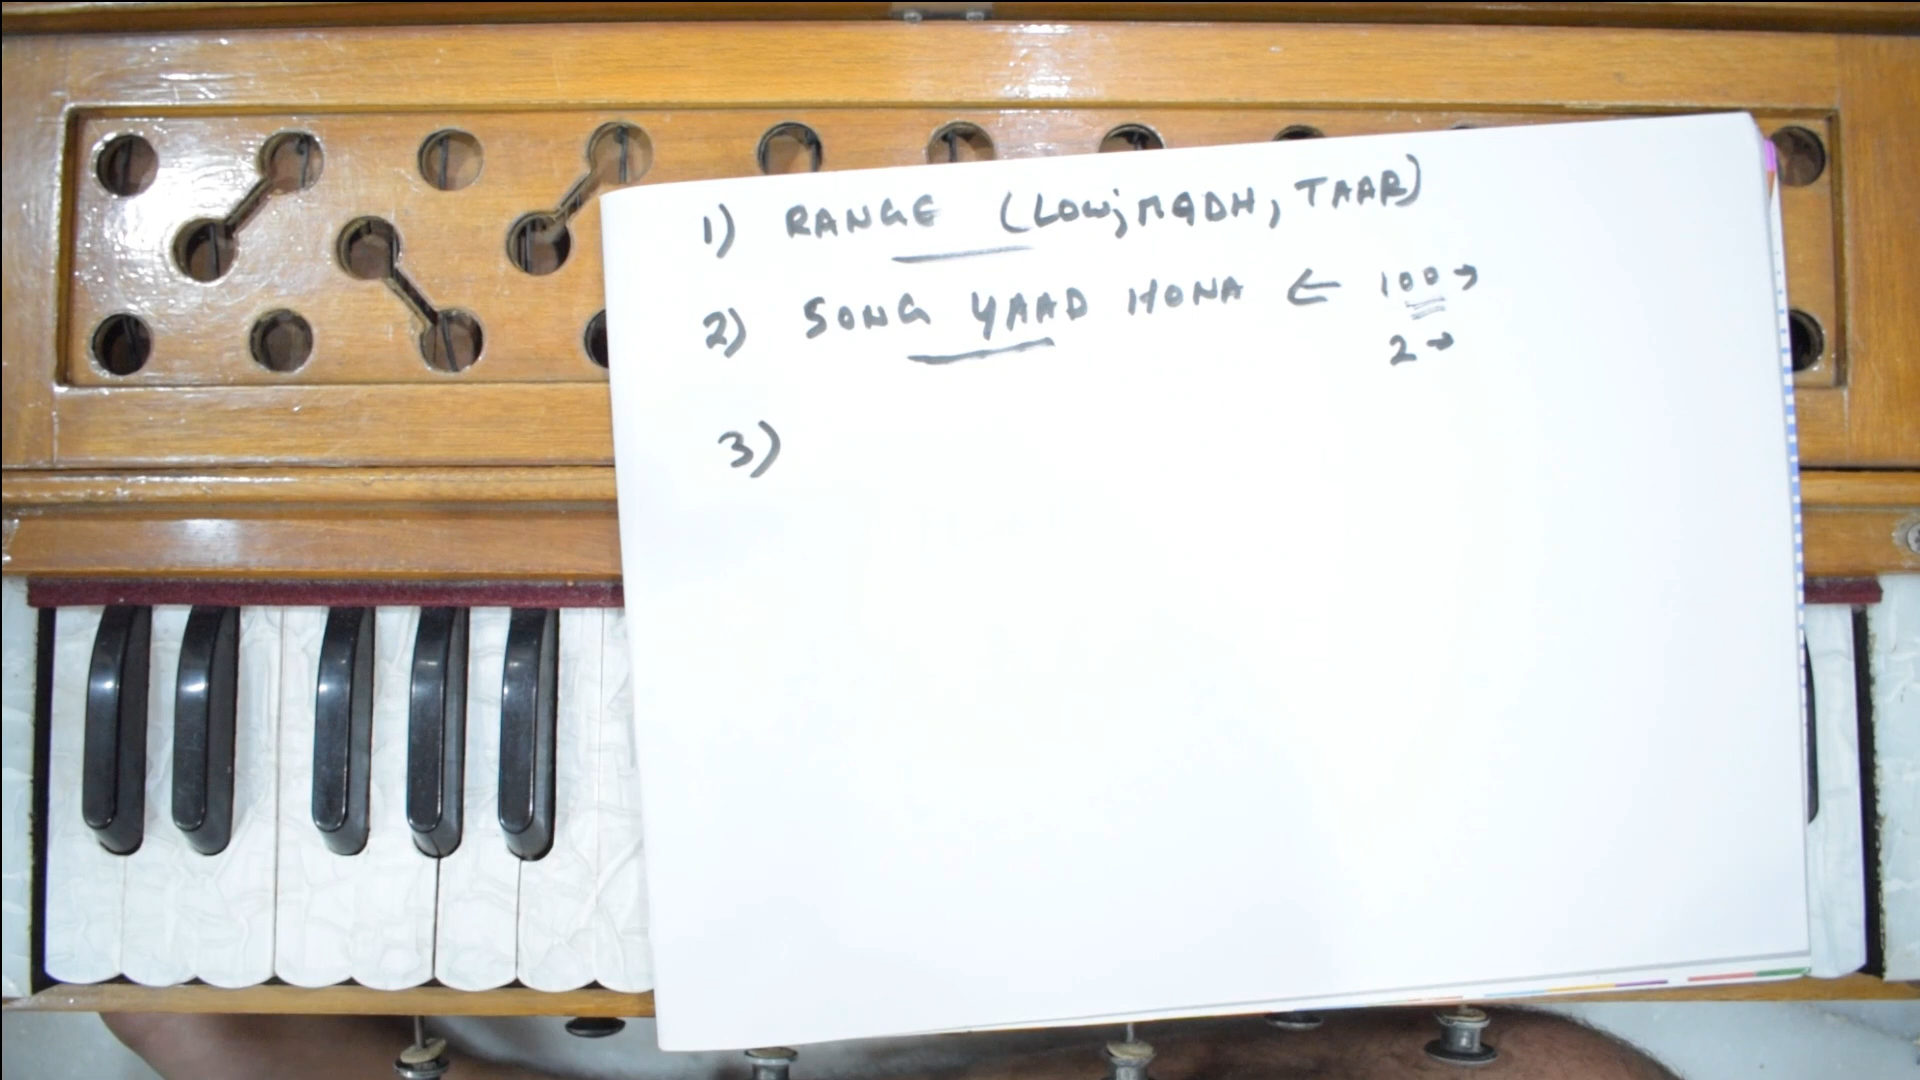 1) RANGE (LOW, MADH, TAAR)
2) SONG YAAD HONA ← 100 →
2 →
3)